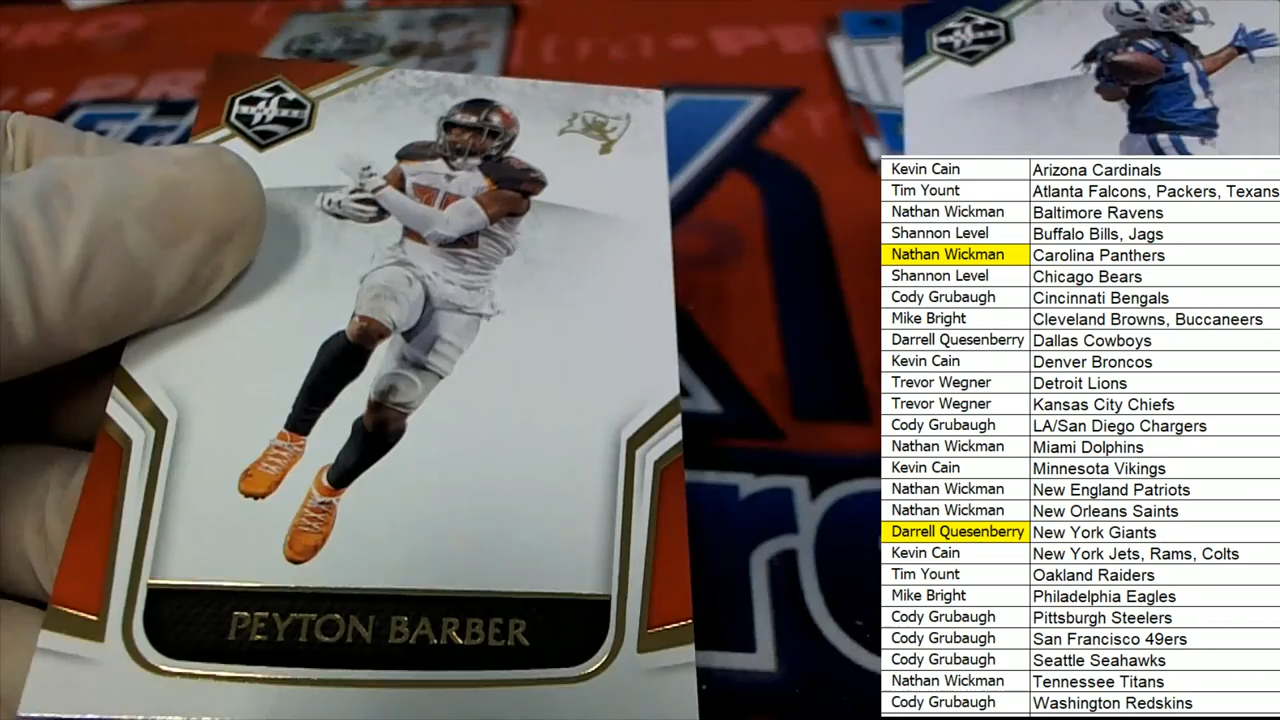 LIMITED
PEYTON BARBER
Kevin Cain Arizona Cardinals
Tim Yount Atlanta Falcons, Packers, Texans
Nathan Wickman Baltimore Ravens
Shannon Level Buffalo Bills, Jags
Nathan Wickman Carolina Panthers
Shannon Level Chicago Bears
Cody Grubaugh Cincinnati Bengals
Mike Bright Cleveland Browns, Buccaneers
Darrell Quesenberry Dallas Cowboys
Kevin Cain Denver Broncos
Trevor Wegner Detroit Lions
Trevor Wegner Kansas City Chiefs
Cody Grubaugh LA/San Diego Chargers
Nathan Wickman Miami Dolphins
Kevin Cain Minnesota Vikings
Nathan Wickman New England Patriots
Nathan Wickman New Orleans Saints
Darrell Quesenberry New York Giants
Kevin Cain New York Jets, Rams, Colts
Tim Yount Oakland Raiders
Mike Bright Philadelphia Eagles
Cody Grubaugh Pittsburgh Steelers
Cody Grubaugh San Francisco 49ers
Cody Grubaugh Seattle Seahawks
Nathan Wickman Tennessee Titans
Cody Grubaugh Washington Redskins